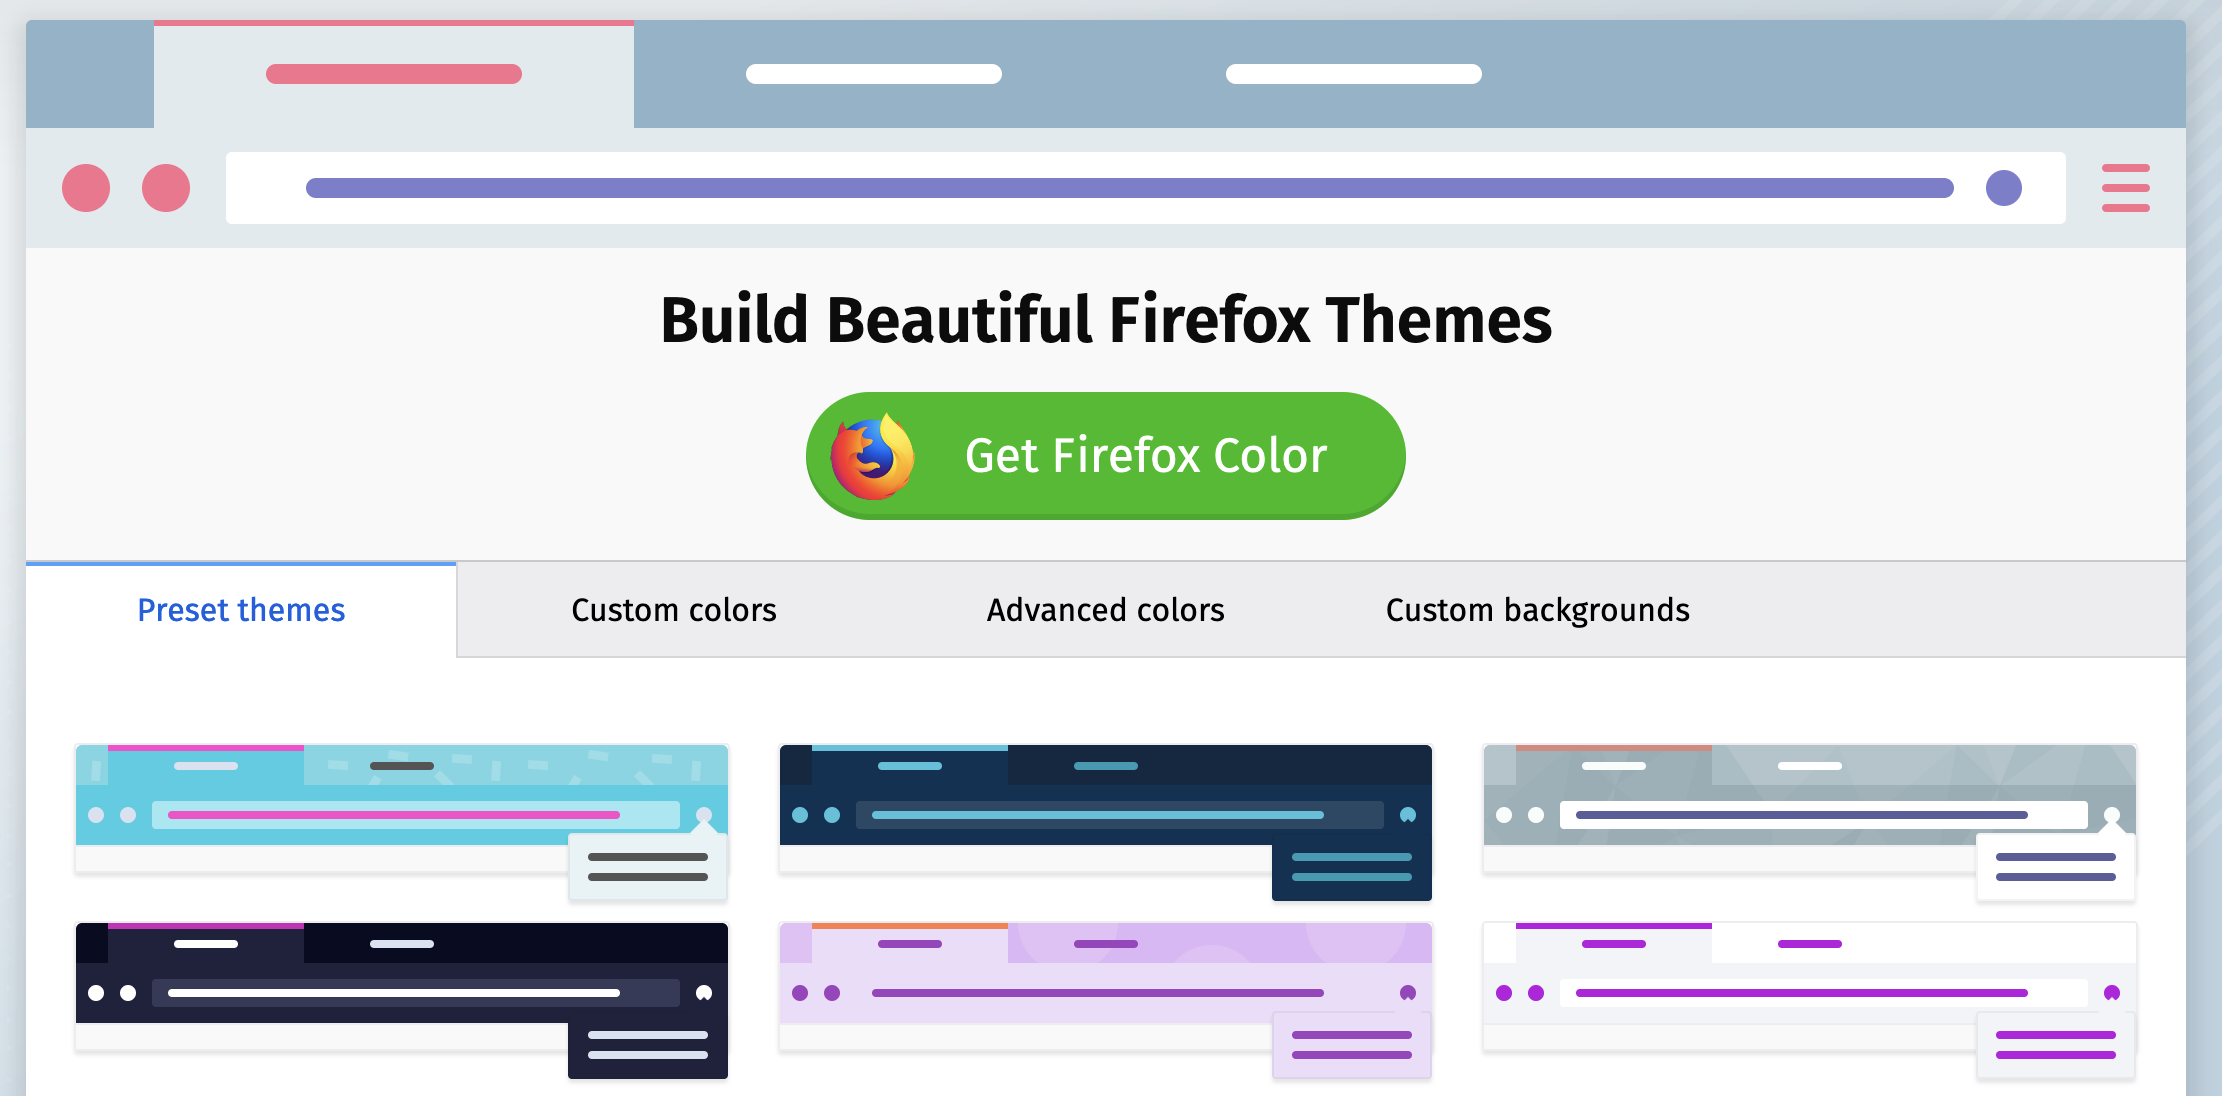 Build Beautiful Firefox Themes
Get Firefox Color
Preset themes
Custom colors
Advanced colors
Custom backgrounds